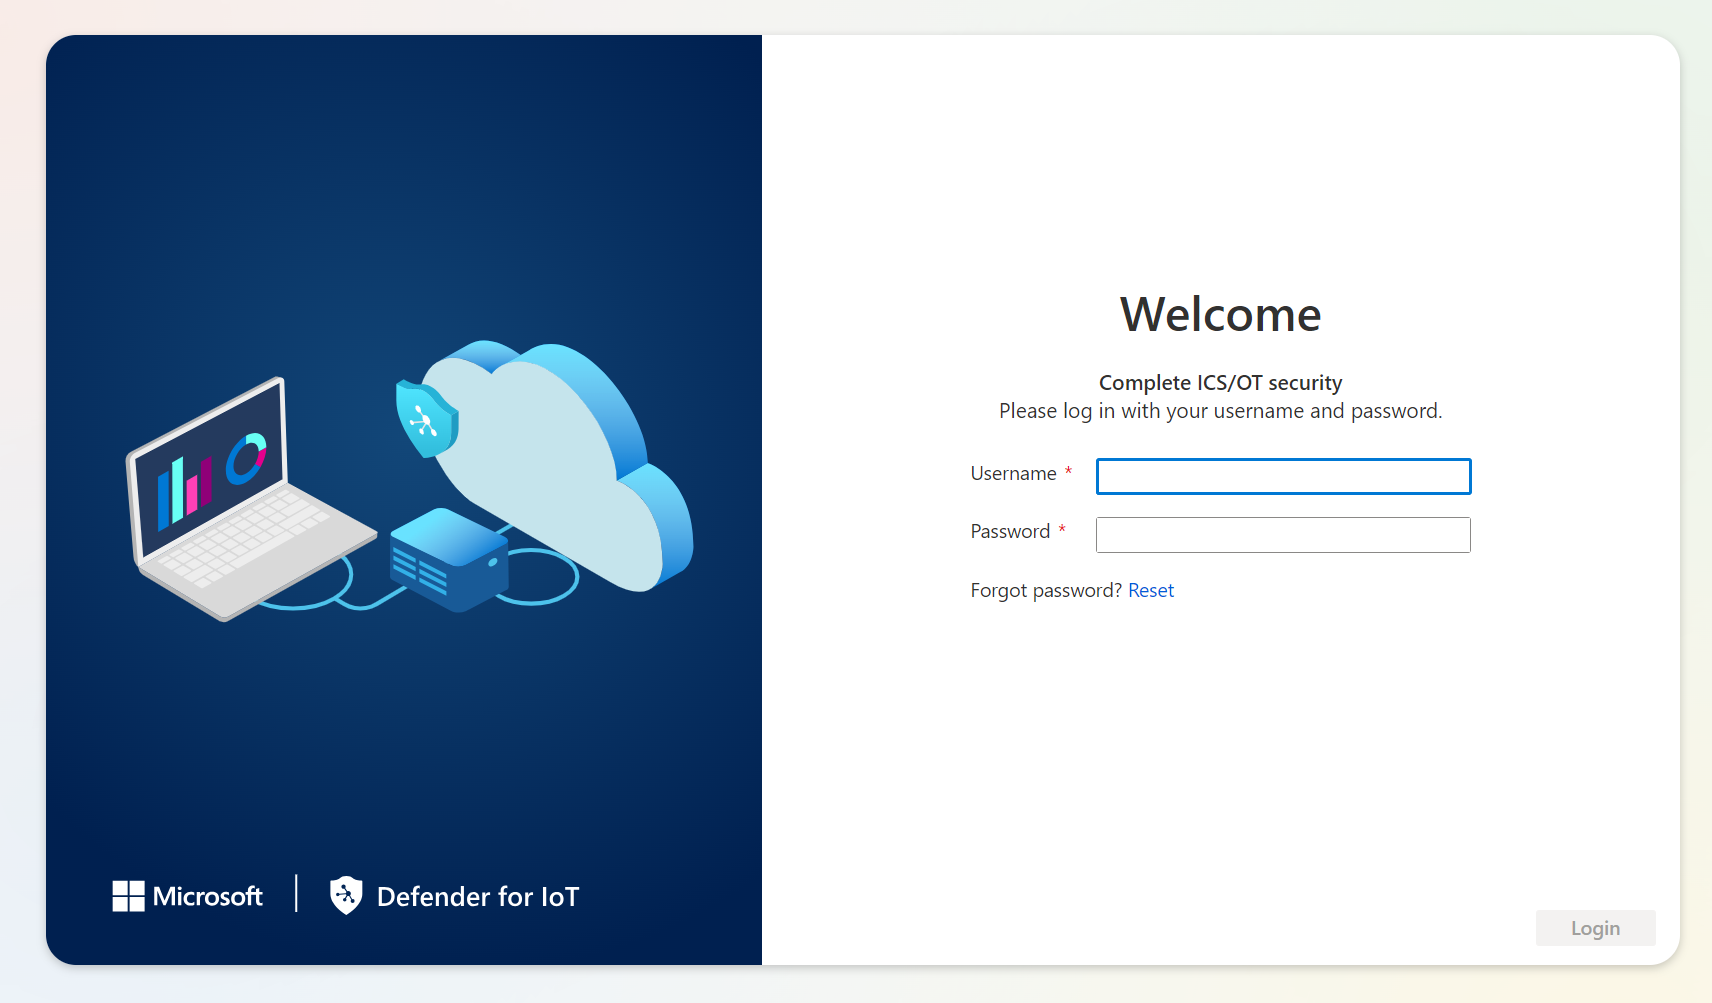 Welcome
Complete ICS/OT security
Please log in with your username and password.
Username *
Password *
Forgot password? Reset
Microsoft | Defender for IoT
Login